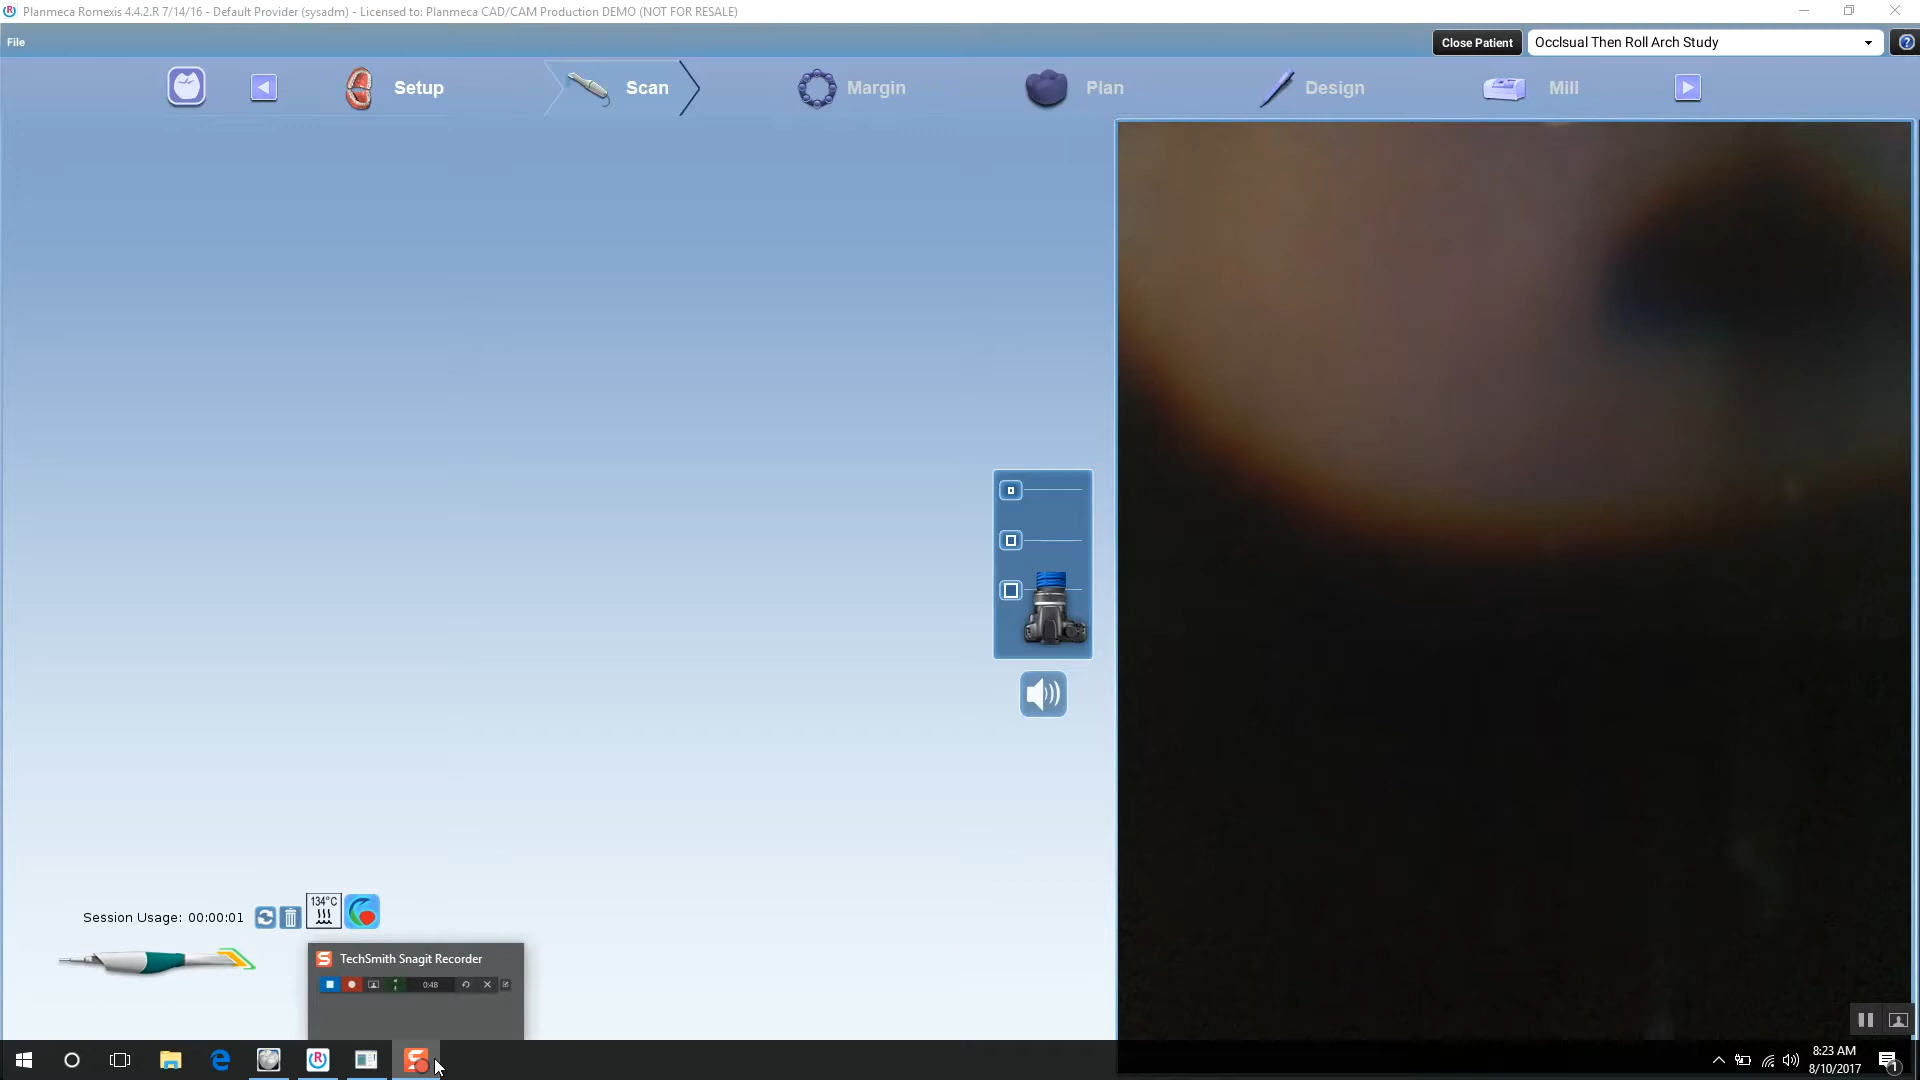 Planmeca Romexis 4.4.2.R 7/14/16 - Default Provider (sysadm) - Licensed to: Planmeca CAD/CAM Production DEMO (NOT FOR RESALE)
File
Close Patient
Occlsual Then Roll Arch Study
Setup
Scan
Margin
Plan
Design
Mill
Session Usage: 00:00:01
134°C
TechSmith Snagit Recorder
0:48
8:23 AM
8/10/2017
1